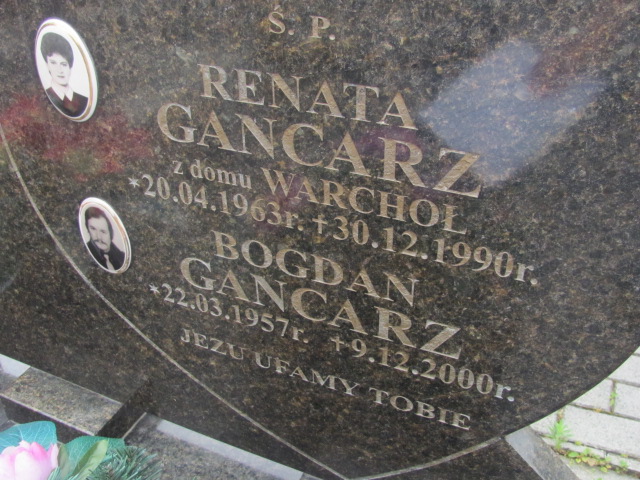 Ś. P.
RENATA
GANCARZ
z domu WARCHOŁ
*20.04.1963r. †30.12.1990r.
BOGDAN
GANCARZ
*22.03.1957r. †9.12.2000r.
JEZU UFAMY TOBIE